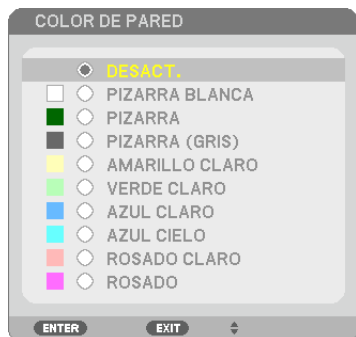 COLOR DE PARED
DESACT.
PIZARRA BLANCA
PIZARRA
PIZARRA (GRIS)
AMARILLO CLARO
VERDE CLARO
AZUL CLARO
AZUL CIELO
ROSADO CLARO
ROSADO
ENTER EXIT